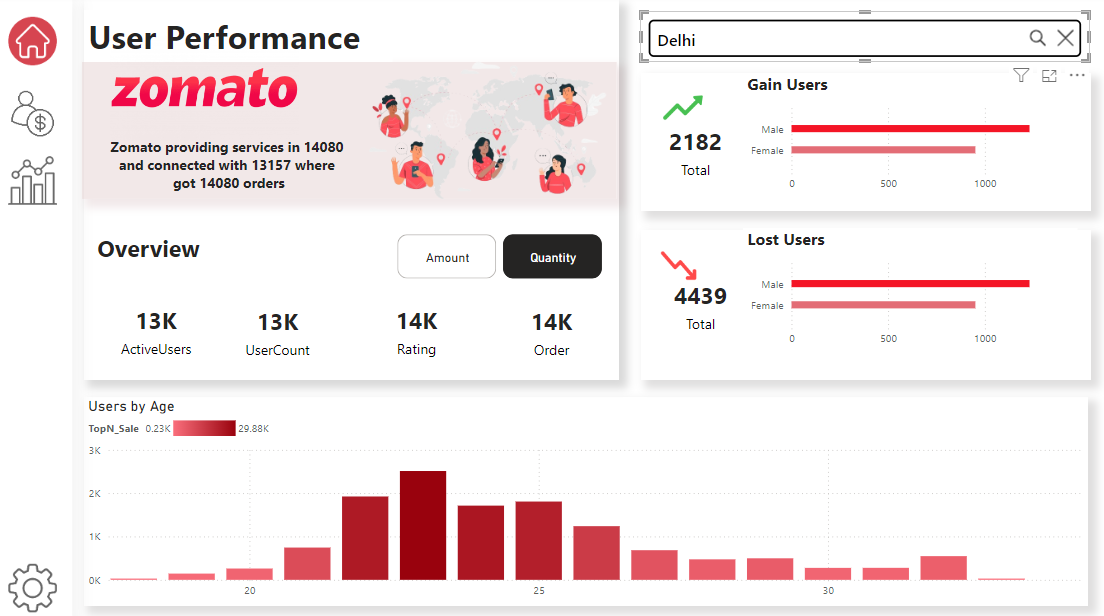 User Performance
zomato
Zomato providing services in 14080
and connected with 13157 where
got 14080 orders
Delhi
Gain Users
2182
Total
Male
Female
0 500 1000
Overview
Amount
Quantity
13K
ActiveUsers
13K
UserCount
14K
Rating
14K
Order
Lost Users
4439
Total
Male
Female
0 500 1000
Users by Age
TopN_Sale 0.23K 29.88K
3K
2K
1K
0K
20 25 30